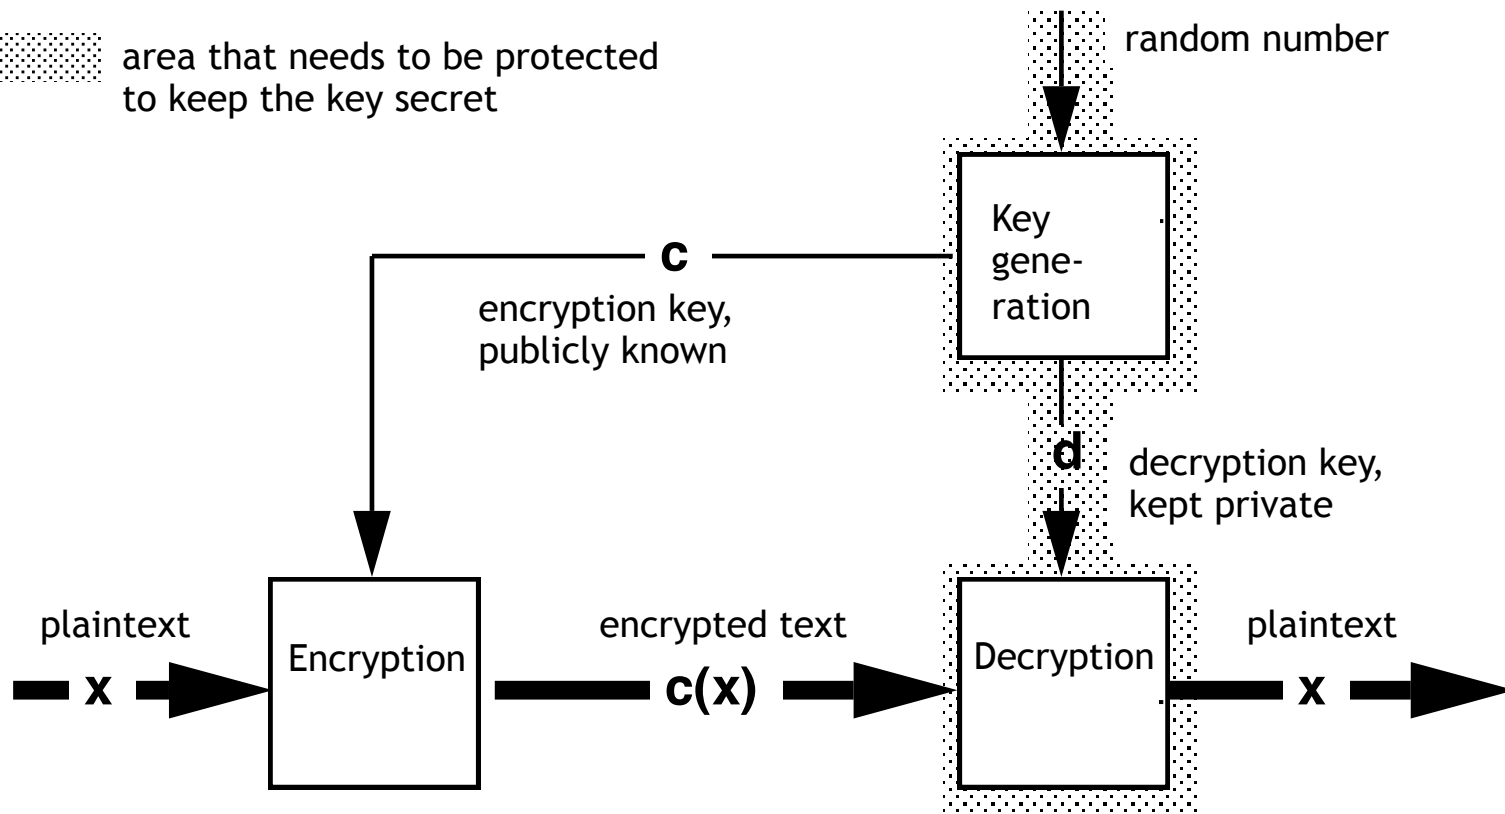 area that needs to be protected
to keep the key secret
random number
Key
gene-
ration
c
encryption key,
publicly known
d
decryption key,
kept private
plaintext
x
Encryption
encrypted text
c(x)
Decryption
plaintext
x